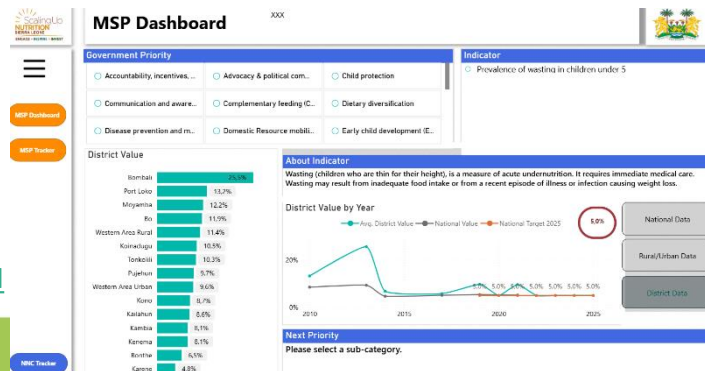 ScalingUp
NUTRITION
SIERRA LEONE
ENGAGE • INSPIRE • INVEST
MSP Dashboard
XXX
MSP Dashboard
MSP Tracker
NNC Tracker
Government Priority
Accountability, incentives, ...
Advocacy & political com...
Child protection
Communication and aware...
Complementary feeding (C...
Dietary diversification
Disease prevention and m...
Domestic Resource mobili...
Early child development (E...
Indicator
Prevalence of wasting in children under 5
District Value
Bombali 25,5%
Port Loko 13,2%
Moyamba 12,2%
Bo 11,9%
Western Area Rural 11,4%
Koinadugu 10,5%
Tonkolili 10,3%
Pujehun 9,7%
Western Area Urban 9,6%
Kono 8,7%
Kailahun 8,6%
Kambia 8,1%
Kenema 8,1%
Bonthe 6,5%
Karene 4,8%
About Indicator
Wasting (children who are thin for their height), is a measure of acute undernutrition. It requires immediate medical care.
Wasting may result from inadequate food intake or from a recent episode of illness or infection causing weight loss.
District Value by Year
Avg. District Value National Value National Target 2025
5,0%
20%
5,0% 5,0% 5,0% 5,0% 5,0% 5,0% 5,0%
0%
2010 2015 2020 2025
National Data
Rural/Urban Data
District Data
Next Priority
Please select a sub-category.